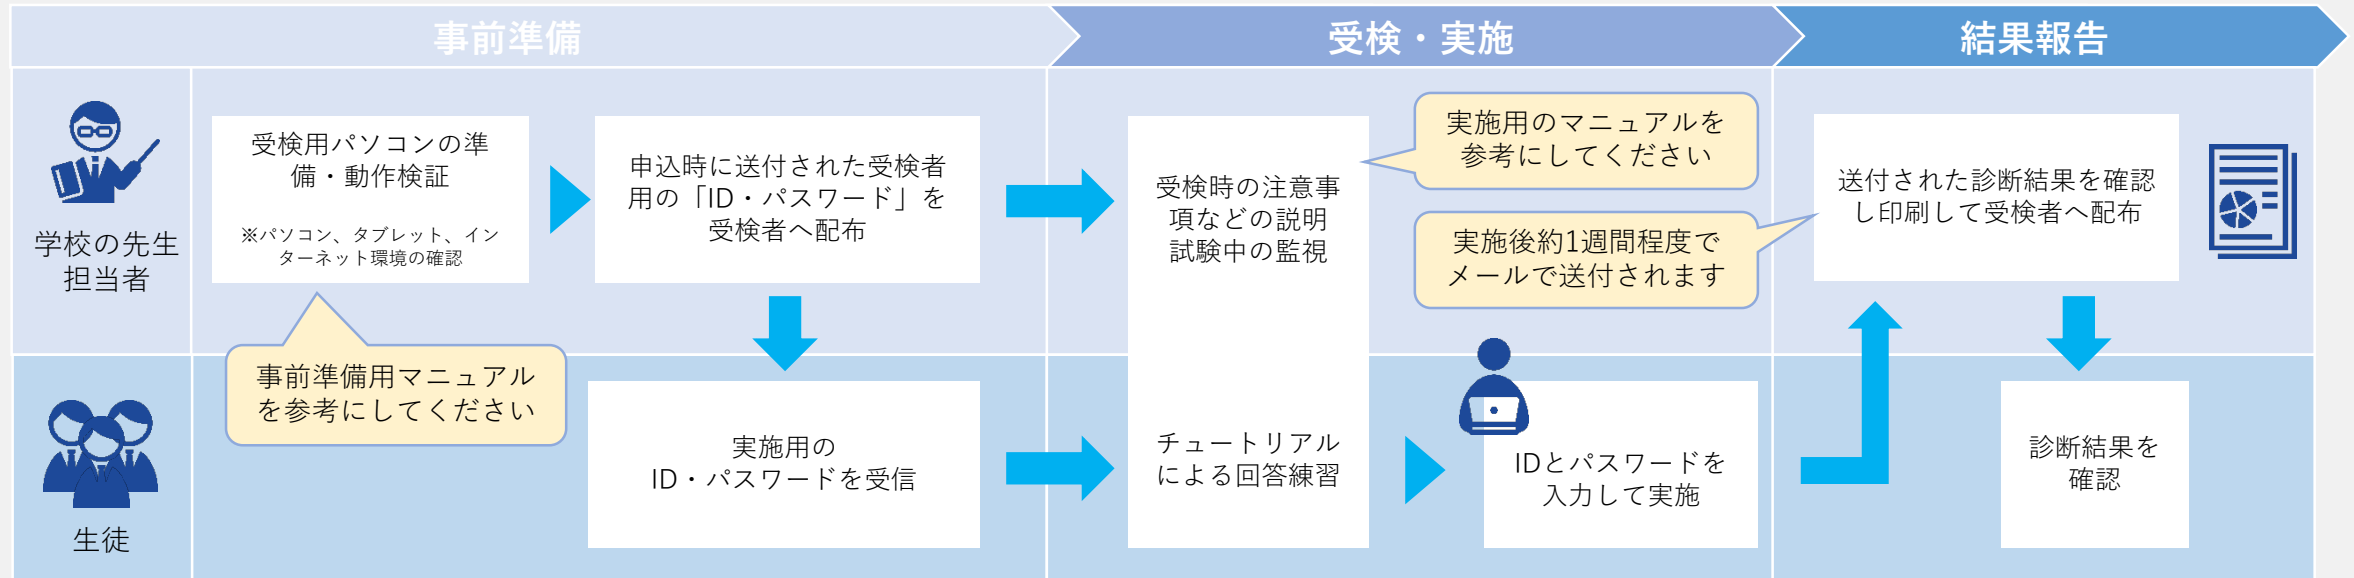 事前準備
受検・実施
結果報告
学校の先生
担当者
受検用パソコンの準
備・動作検証
※パソコン、タブレット、イン
ターネット環境の確認
申込時に送付された受検者
用の「ID・パスワード」を
受検者へ配布
受検時の注意事
項などの説明
試験中の監視
実施用のマニュアルを
参考にしてください
実施後約1週間程度で
メールで送付されます
送付された診断結果を確認
し印刷して受検者へ配布
事前準備用マニュアル
を参考にしてください
生徒
実施用の
ID・パスワードを受信
チュートリアル
による回答練習
IDとパスワードを
入力して実施
診断結果を
確認